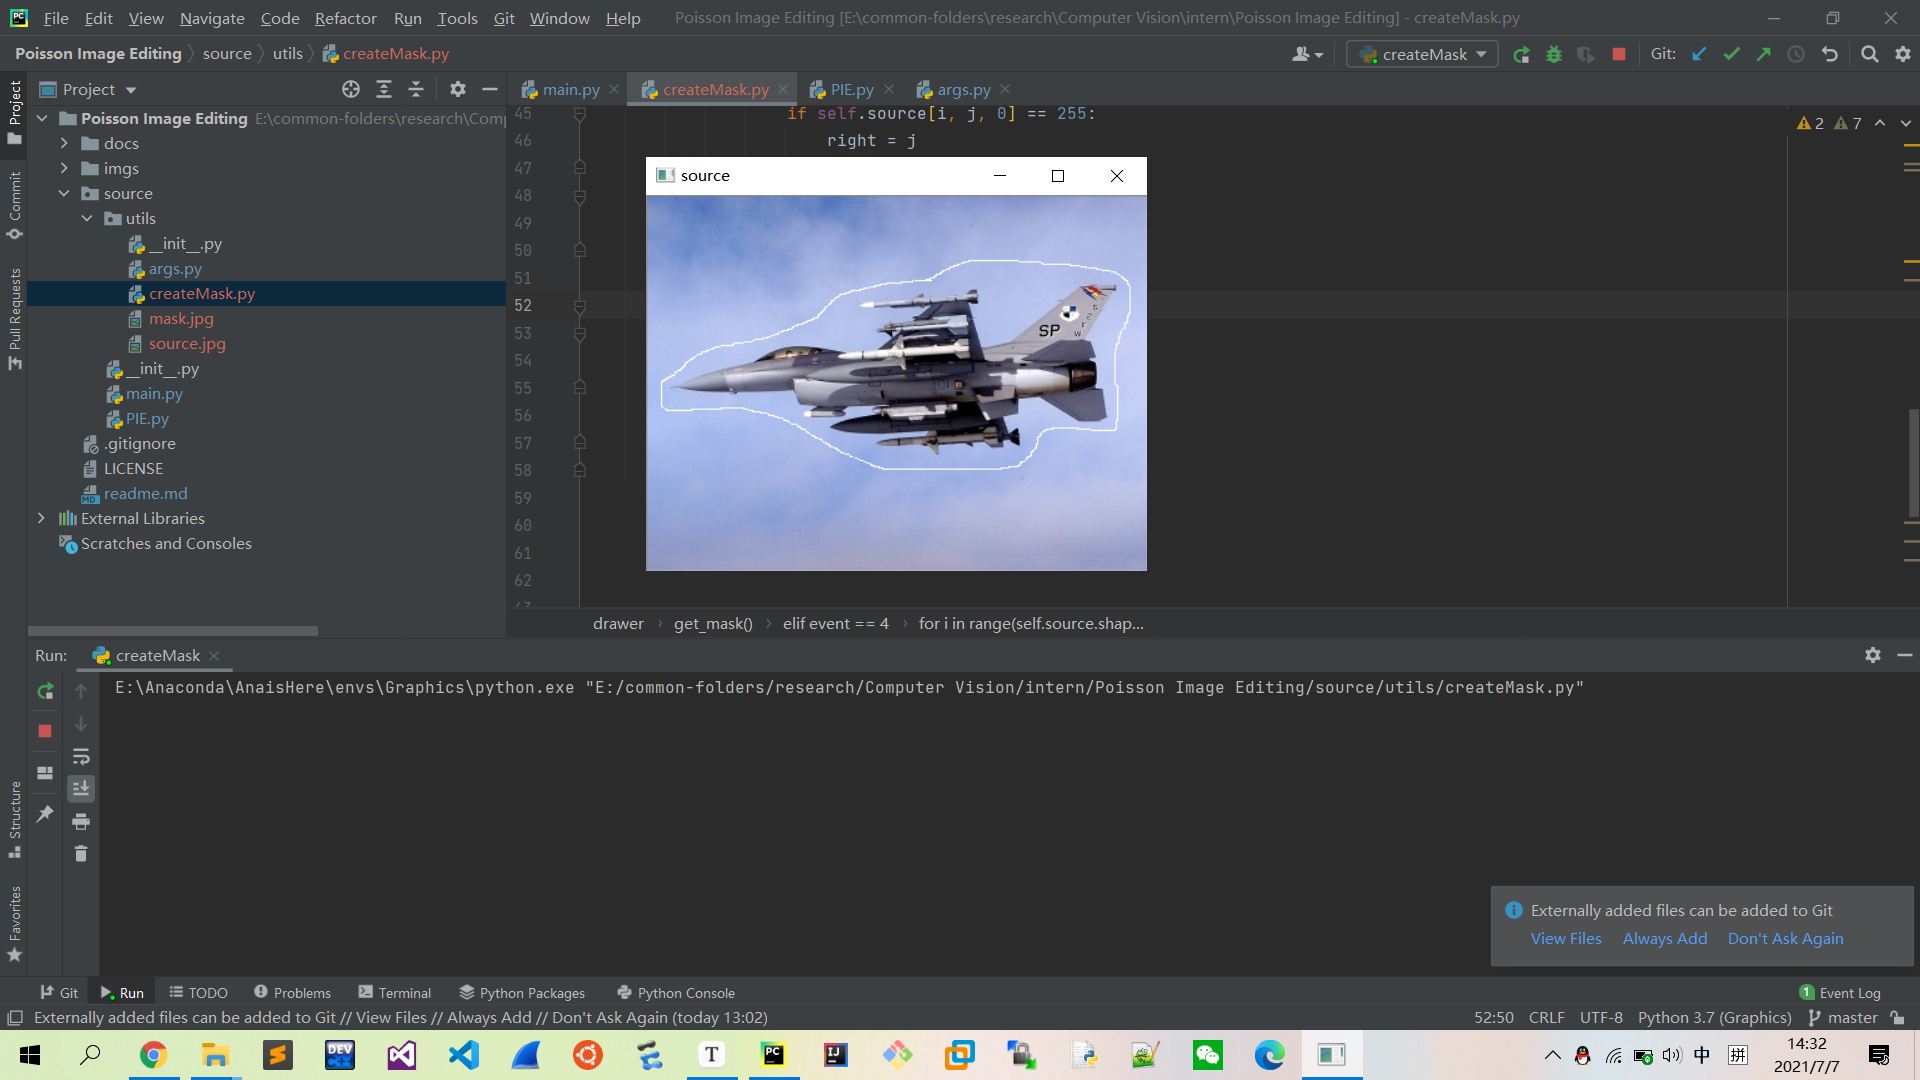 File Edit View Navigate Code Refactor Run Tools Git Window Help Poisson Image Editing [E:\common-folders\research\Computer Vision\intern\Poisson Image Editing] - createMask.py
Poisson Image Editing source utils createMask.py
createMask Git:
Project
main.py createMask.py PIE.py args.py
Poisson Image Editing E:\common-folders\research\Com
docs
imgs
source
utils
__init__.py
args.py
createMask.py
mask.jpg
source.jpg
__init__.py
main.py
PIE.py
.gitignore
LICENSE
readme.md
External Libraries
Scratches and Consoles
Project
Commit
Pull Requests
Structure
Favorites
45 if self.source[i, j, 0] == 255:
46 right = j
47
48
49
50
51
52
53
54
55
56
57
58
59
60
61
62
2 7
source
SP
drawer get_mask() elif event == 4 for i in range(self.source.shap...
Run: createMask
E:\Anaconda\AnaisHere\envs\Graphics\python.exe "E:/common-folders/research/Computer Vision/intern/Poisson Image Editing/source/utils/createMask.py"
Externally added files can be added to Git
View Files Always Add Don't Ask Again
Git Run TODO Problems Terminal Python Packages Python Console 1 Event Log
Externally added files can be added to Git // View Files // Always Add // Don't Ask Again (today 13:02) 52:50 CRLF UTF-8 Python 3.7 (Graphics) master
中 拼 14:32
2021/7/7